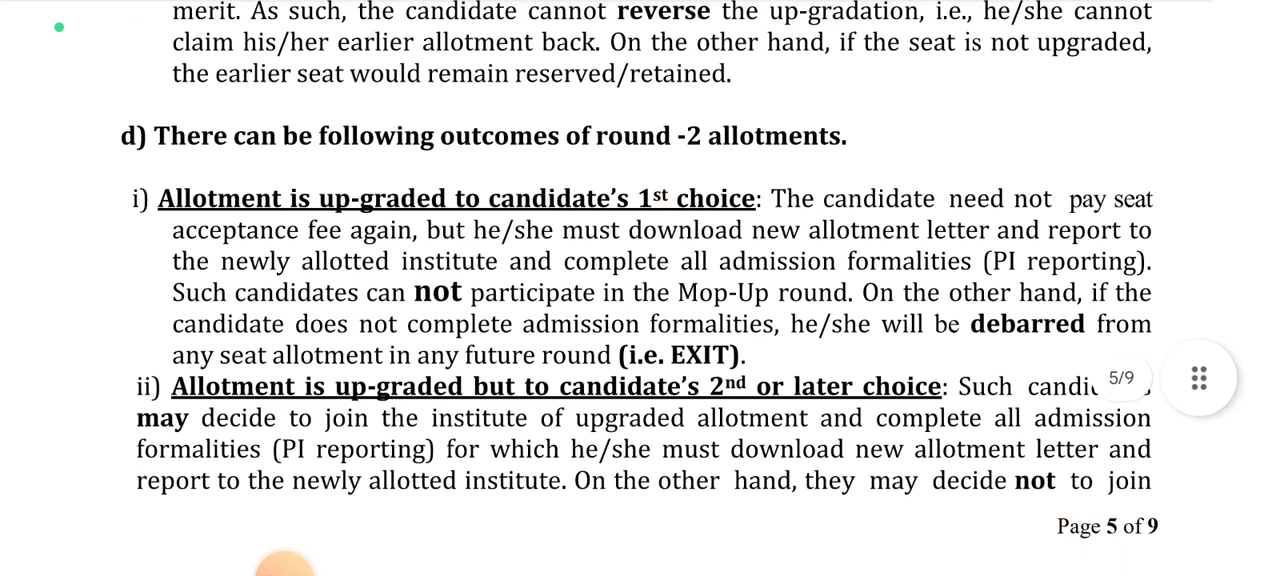 merit. As such, the candidate cannot reverse the up-gradation, i.e., he/she cannot
claim his/her earlier allotment back. On the other hand, if the seat is not upgraded,
the earlier seat would remain reserved/retained.
d) There can be following outcomes of round -2 allotments.
i) Allotment is up-graded to candidate’s 1st choice: The candidate need not pay seat
acceptance fee again, but he/she must download new allotment letter and report to
the newly allotted institute and complete all admission formalities (PI reporting).
Such candidates can not participate in the Mop-Up round. On the other hand, if the
candidate does not complete admission formalities, he/she will be debarred from
any seat allotment in any future round (i.e. EXIT).
ii) Allotment is up-graded but to candidate’s 2nd or later choice: Such
5/9
may decide to join the institute of upgraded allotment and complete all admission
formalities (PI reporting) for which he/she must download new allotment letter and
report to the newly allotted institute. On the other hand, they may decide not to join
Page 5 of 9